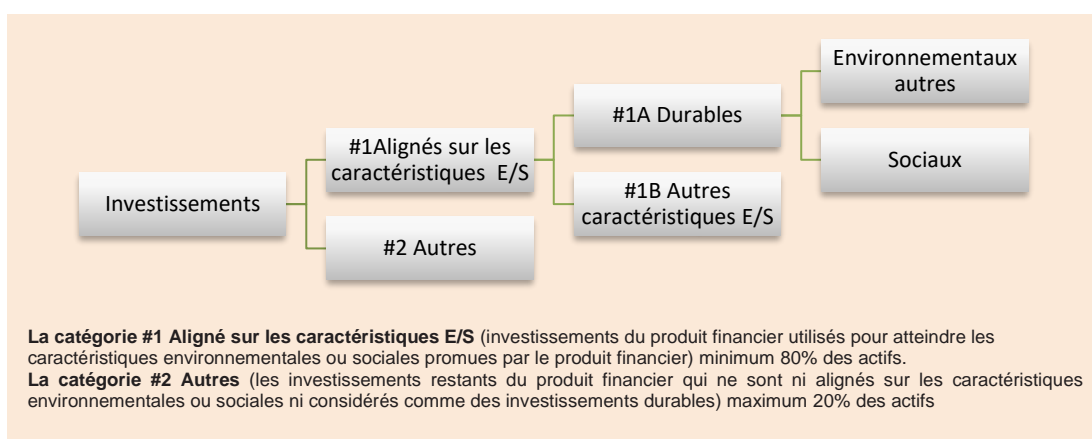 Environnementaux
autres
#1A Durables
#1Alignés sur les
caractéristiques E/S
Sociaux
Investissements
#1B Autres
caractéristiques E/S
#2 Autres
La catégorie #1 Aligné sur les caractéristiques E/S (investissements du produit financier utilisés pour atteindre les
caractéristiques environnementales ou sociales promues par le produit financier) minimum 80% des actifs.
La catégorie #2 Autres (les investissements restants du produit financier qui ne sont ni alignés sur les caractéristiques
environnementales ou sociales ni considérés comme des investissements durables) maximum 20% des actifs